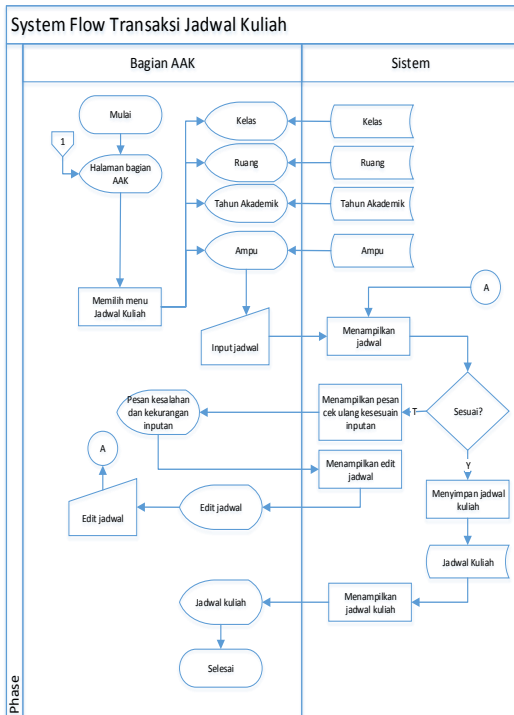 System Flow Transaksi Jadwal Kuliah
Bagian AAK
Sistem
Mulai
1
Halaman bagian
AAK
Memilih menu
Jadwal Kuliah
Kelas
Ruang
Tahun Akademik
Ampu
Kelas
Ruang
Tahun Akademik
Ampu
Input jadwal
Menampilkan
jadwal
A
Sesuai?
T
Y
Menampilkan pesan
cek ulang kesesuain
inputan
Pesan kesalahan
dan kekurangan
inputan
Menampilkan edit
jadwal
Edit jadwal
Edit jadwal
A
Menyimpan jadwal
kuliah
Jadwal Kuliah
Menampilkan
jadwal kuliah
Jadwal kuliah
Selesai
Phase